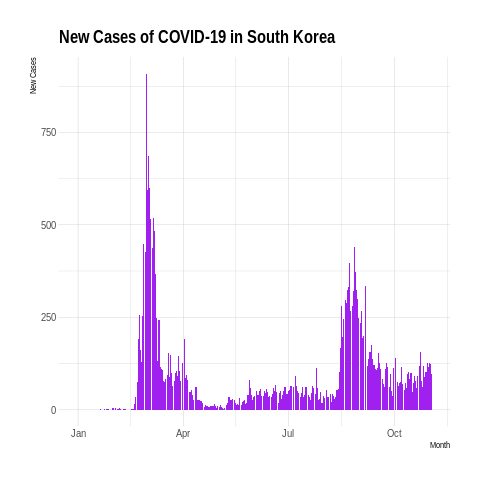 New Cases of COVID-19 in South Korea
New Cases
750
500
250
0
Jan
Apr
Jul
Oct
Month